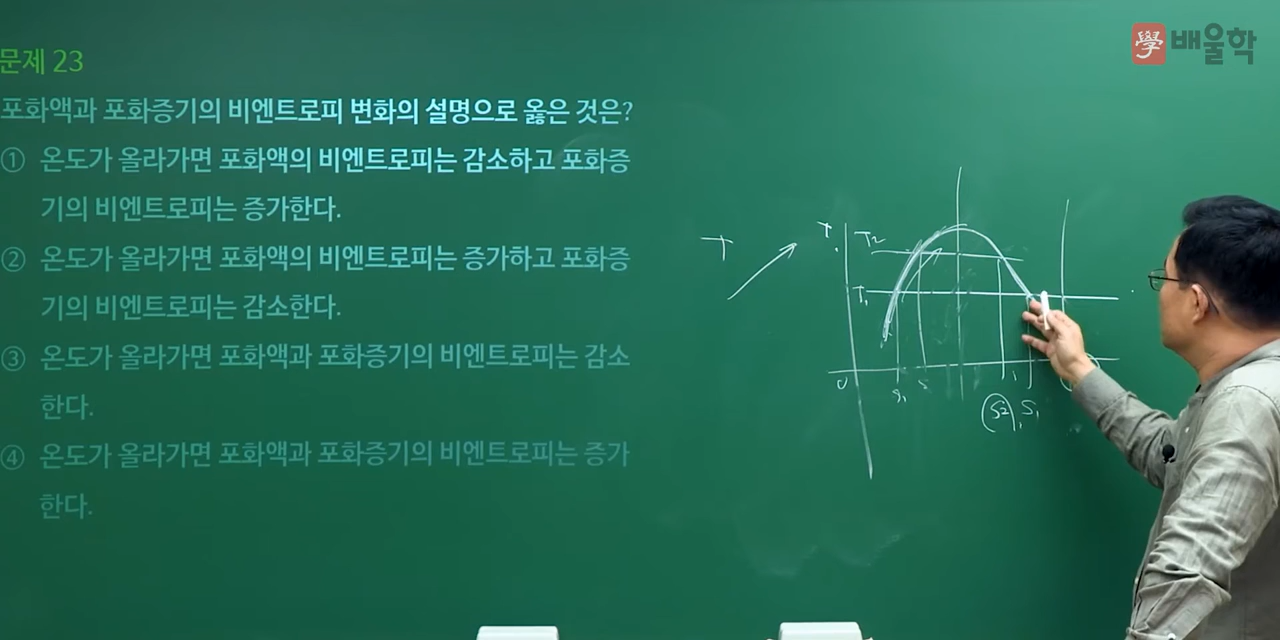 學 배울학
문제 23
포화액과 포화증기의 비엔트로피 변화의 설명으로 옳은 것은?
① 온도가 올라가면 포화액의 비엔트로피는 감소하고 포화증
기의 비엔트로피는 증가한다.
② 온도가 올라가면 포화액의 비엔트로피는 증가하고 포화증
기의 비엔트로피는 감소한다.
③ 온도가 올라가면 포화액과 포화증기의 비엔트로피는 감소
한다.
④ 온도가 올라가면 포화액과 포화증기의 비엔트로피는 증가
한다.
T
T
T2
T1
0
S1
S2 S1